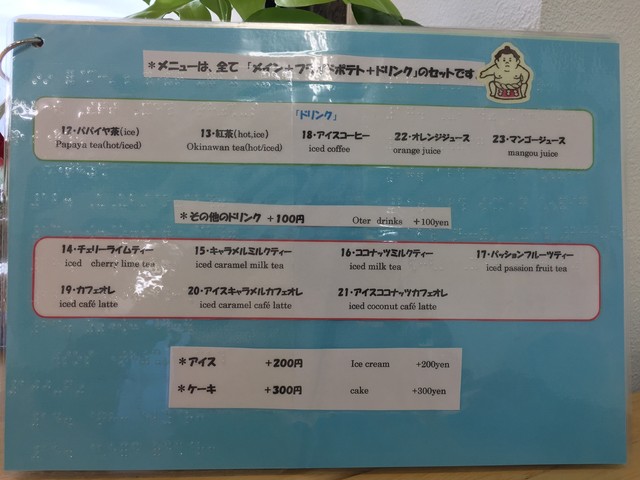 *メニューは、全て 「メイン＋フライドポテト＋ドリンク」のセットです
「ドリンク」
12・パパイヤ茶(ice) 13・紅茶(hot,ice) 18・アイスコーヒー 22・オレンジジュース 23・マンゴージュース
Papaya tea(hot/iced) Okinawan tea(hot/iced) iced coffee orange juice mangou juice
*その他のドリンク +100円 Oter drinks +100yen
14・チェリーライムティー 15・キャラメルミルクティー 16・ココナッツミルクティー 17・パッションフルーツティー
iced cherry lime tea iced caramel milk tea iced milk tea iced passion fruit tea
19・カフェオレ 20・アイスキャラメルカフェオレ 21・アイスココナッツカフェオレ
iced café latte iced caramel café latte iced coconut café latte
*アイス +200円 Ice cream +200yen
*ケーキ +300円 cake +300yen